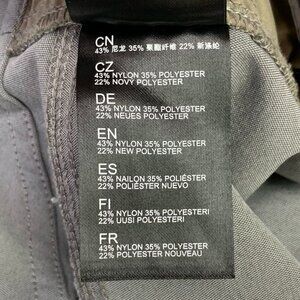 CN
43% 尼龙 35% 聚酯纤维 22% 新涤纶
CZ
43% NYLON 35% POLYESTER
22% NOVY POLYESTER
DE
43% NYLON 35% POLYESTER
22% NEUES POLYESTER
EN
43% NYLON 35% POLYESTER
22% NEW POLYESTER
ES
43% NAILON 35% POLIÉSTER
22% POLIÉSTER NUEVO
FI
43% NYLON 35% POLYESTERI
22% UUSI POLYESTERI
FR
43% NYLON 35% POLYESTER
22% POLYESTER NOUVEAU